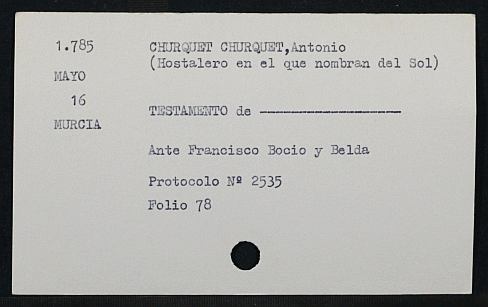 1.785 CHURQUET CHURQUET,Antonio
(Hostalero en el que nombran del Sol)
MAYO
16
TESTAMENTO de --------------------
MURCIA
Ante Francisco Bocio y Belda
Protocolo Nº 2535
Folio 78